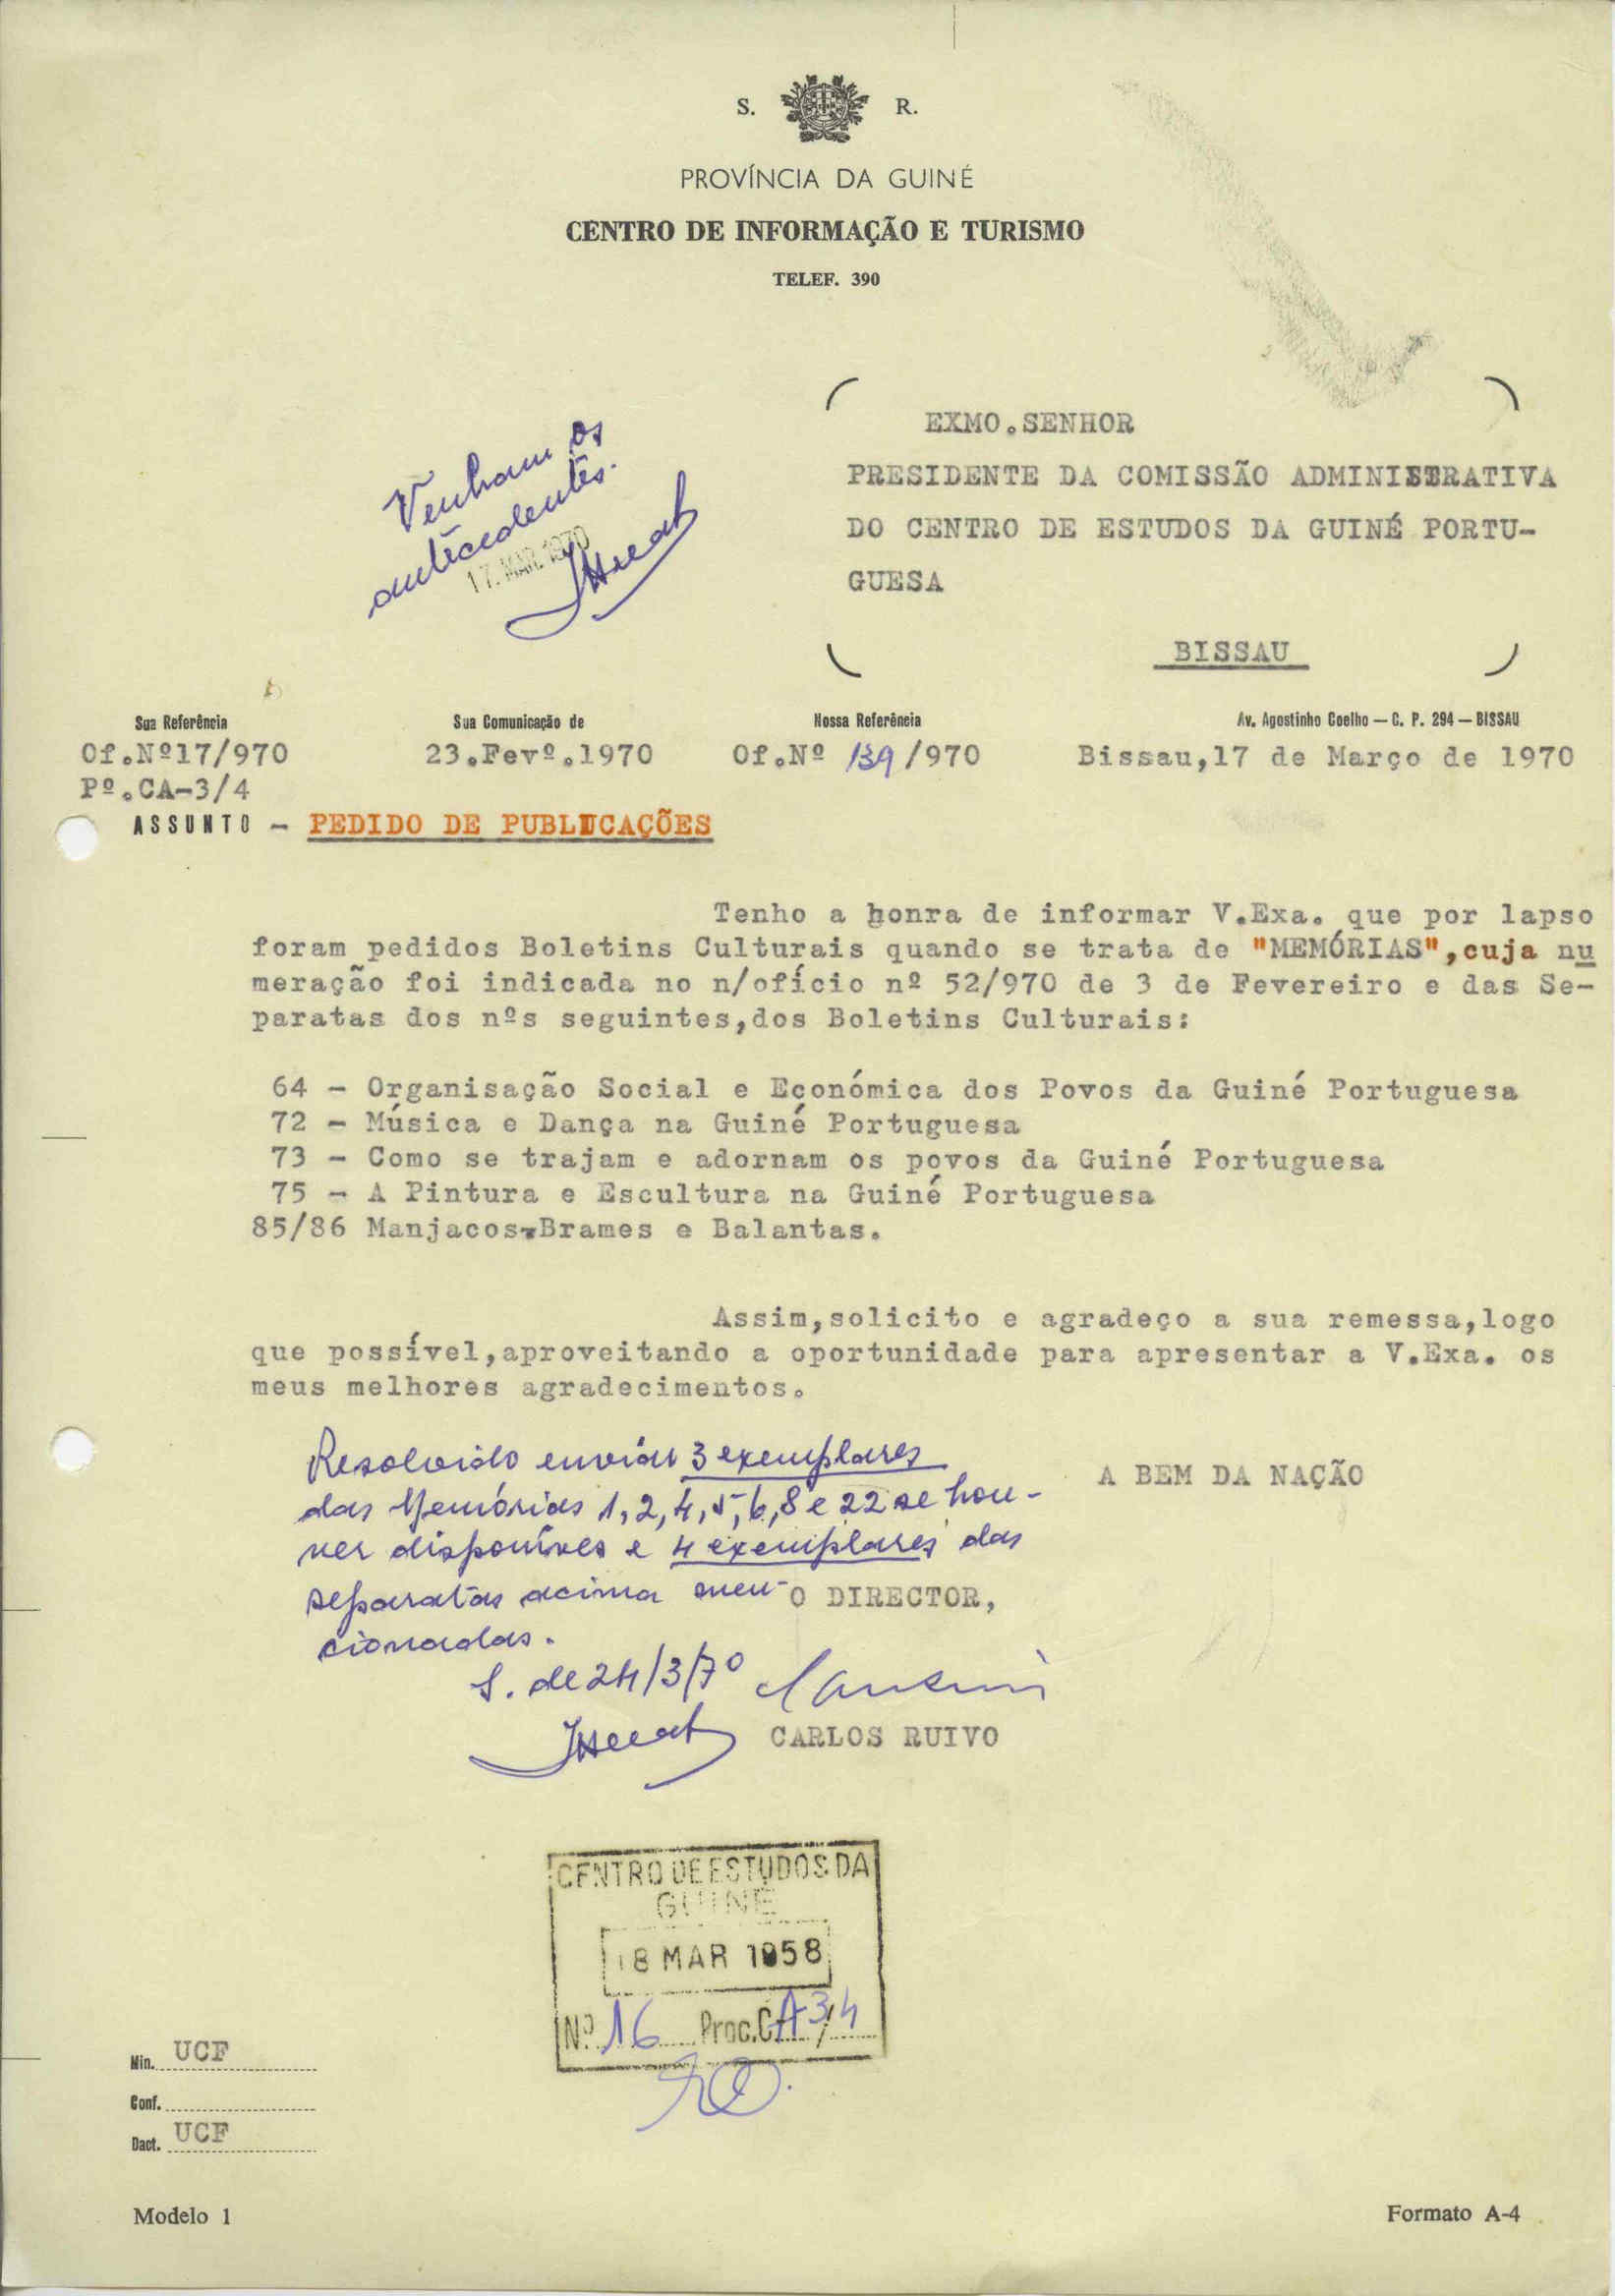 S. R.
PROVÍNCIA DA GUINÉ
CENTRO DE INFORMAÇÃO E TURISMO
TELEF. 390
EXMO.SENHOR
PRESIDENTE DA COMISSÃO ADMINISTRATIVA
DO CENTRO DE ESTUDOS DA GUINÉ PORTU-
GUESA
BISSAU
Venham os
antecedentes.
17. MAR. 1970
Sua Referência Sua Comunicação de Nossa Referência Av. Agostinho Coelho — C. P. 294 — BISSAU
Of.Nº17/970 23.Fevº.1970 Of.Nº 139/970 Bissau,17 de Março de 1970
Pº.CA-3/4
ASSUNTO - PEDIDO DE PUBLICAÇÕES
Tenho a honra de informar V.Exa. que por lapso
foram pedidos Boletins Culturais quando se trata de "MEMÓRIAS",cuja nu
meração foi indicada no n/ofício nº 52/970 de 3 de Fevereiro e das Se-
paratas dos nºs seguintes,dos Boletins Culturais:
64 - Organisação Social e Económica dos Povos da Guiné Portuguesa
72 - Música e Dança na Guiné Portuguesa
73 - Como se trajam e adornam os povos da Guiné Portuguesa
75 - A Pintura e Escultura na Guiné Portuguesa
85/86 Manjacos,Brames e Balantas.
Assim,solicito e agradeço a sua remessa,logo
que possível,aproveitando a oportunidade para apresentar a V.Exa. os
meus melhores agradecimentos.
A BEM DA NAÇÃO
Resolvido enviar 3 exemplares
das Memórias 1,2,4,5,6,8 e 22 se hou-
ver disponíveis e 4 exemplares das
separatas acima men-
cionadas.
S. de 24/3/70
O DIRECTOR,
CARLOS RUIVO
CENTRO DE ESTUDOS DA
GUINÉ
18 MAR 1958
Nº 16 Proc.CA 3/4
Min. UCF
Conf.
Dact. UCF
Modelo 1 Formato A-4